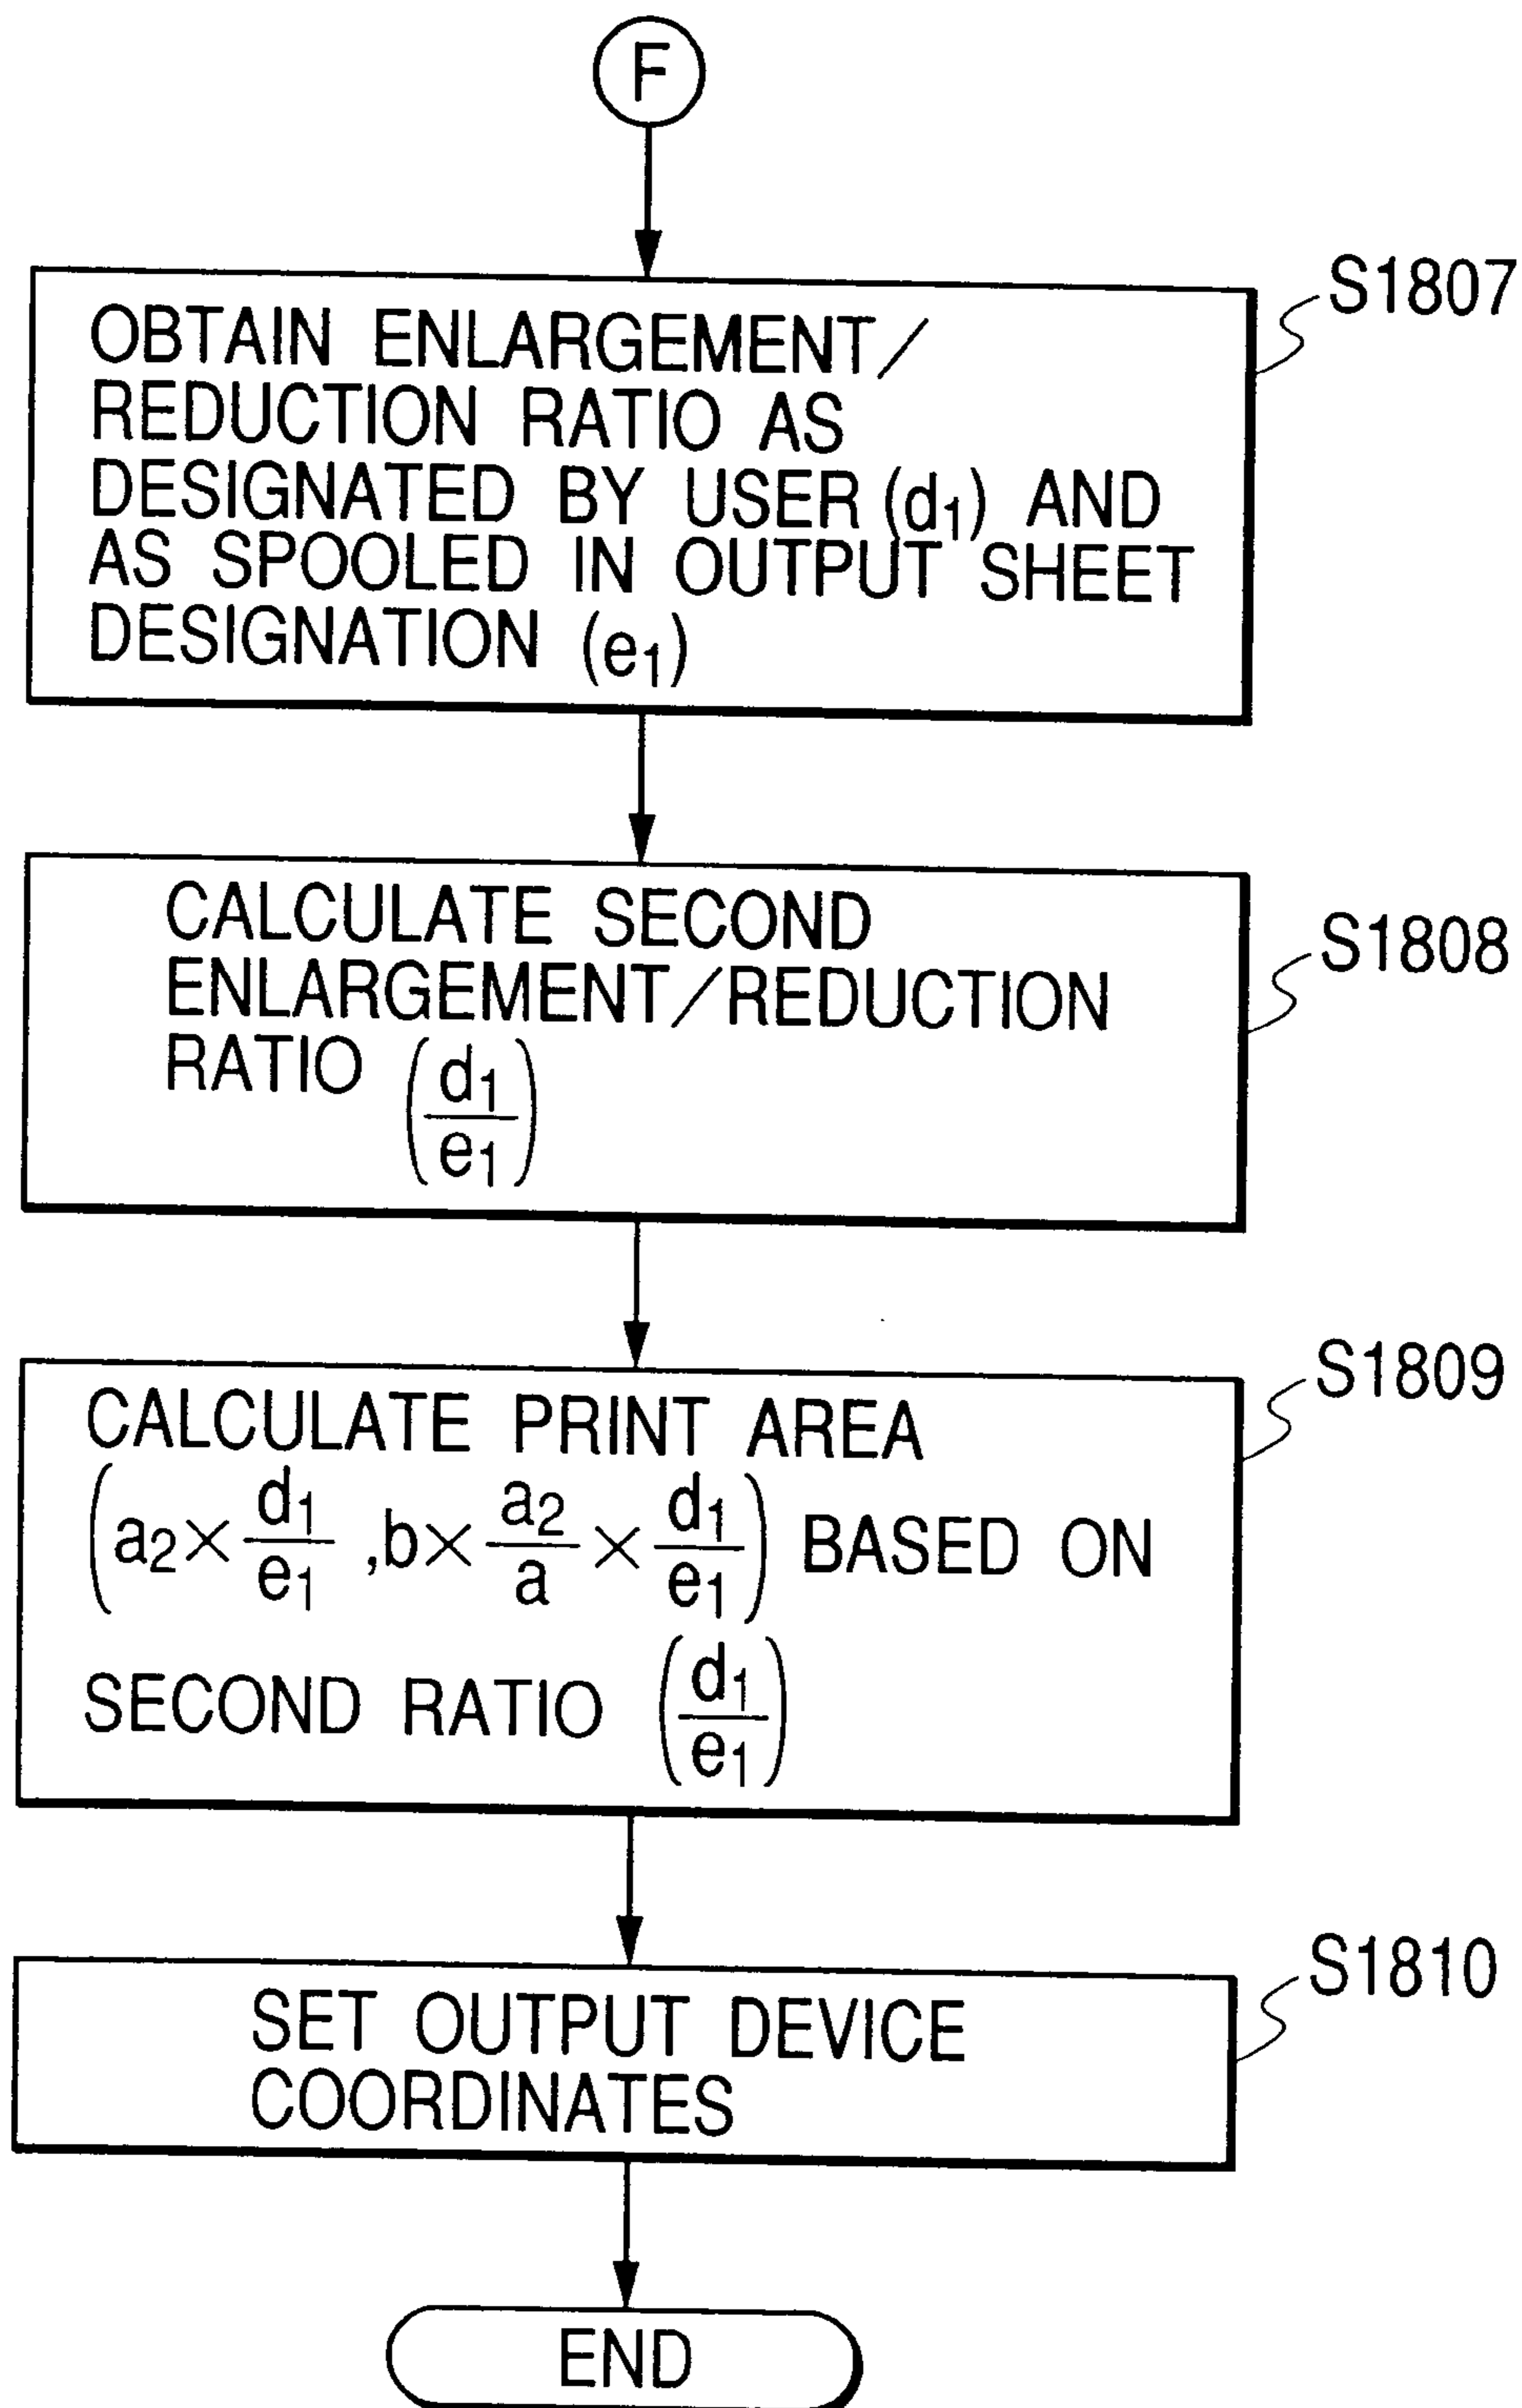 F
S1807
OBTAIN ENLARGEMENT/
REDUCTION RATIO AS
DESIGNATED BY USER (d₁) AND
AS SPOOLED IN OUTPUT SHEET
DESIGNATION (e₁)
S1808
CALCULATE SECOND
ENLARGEMENT/REDUCTION
RATIO (d₁/e₁)
S1809
CALCULATE PRINT AREA
(a₂×d₁/e₁ ,b×a₂/a×d₁/e₁) BASED ON
SECOND RATIO (d₁/e₁)
S1810
SET OUTPUT DEVICE
COORDINATES
END